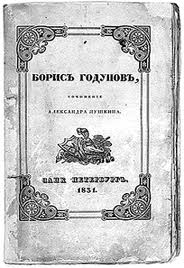 БОРИСЪ ГОДУНОВЪ,
СОЧИНЕНІЕ
АЛЕКСАНДРА ПУШКИНА.
САНКТПЕТЕРБУРГЪ,
1831.